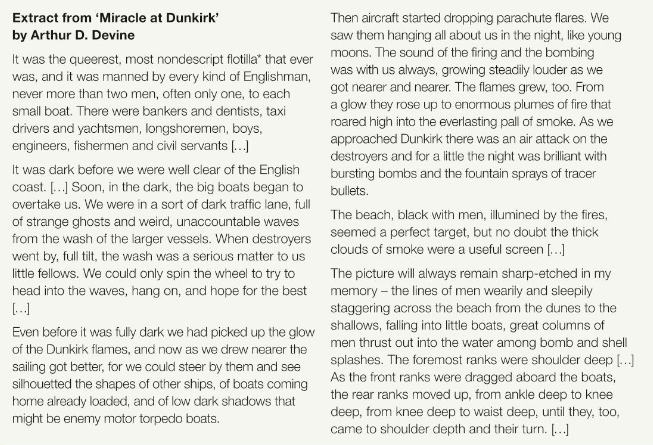 Extract from ‘Miracle at Dunkirk’
by Arthur D. Devine
It was the queerest, most nondescript flotilla* that ever
was, and it was manned by every kind of Englishman,
never more than two men, often only one, to each
small boat. There were bankers and dentists, taxi
drivers and yachtsmen, longshoremen, boys,
engineers, fishermen and civil servants […]
It was dark before we were well clear of the English
coast. […] Soon, in the dark, the big boats began to
overtake us. We were in a sort of dark traffic lane, full
of strange ghosts and weird, unaccountable waves
from the wash of the larger vessels. When destroyers
went by, full tilt, the wash was a serious matter to us
little fellows. We could only spin the wheel to try to
head into the waves, hang on, and hope for the best
[…]
Even before it was fully dark we had picked up the glow
of the Dunkirk flames, and now as we drew nearer the
sailing got better, for we could steer by them and see
silhouetted the shapes of other ships, of boats coming
home already loaded, and of low dark shadows that
might be enemy motor torpedo boats.
Then aircraft started dropping parachute flares. We
saw them hanging all about us in the night, like young
moons. The sound of the firing and the bombing
was with us always, growing steadily louder as we
got nearer and nearer. The flames grew, too. From
a glow they rose up to enormous plumes of fire that
roared high into the everlasting pall of smoke. As we
approached Dunkirk there was an air attack on the
destroyers and for a little the night was brilliant with
bursting bombs and the fountain sprays of tracer
bullets.
The beach, black with men, illumined by the fires,
seemed a perfect target, but no doubt the thick
clouds of smoke were a useful screen […]
The picture will always remain sharp-etched in my
memory – the lines of men wearily and sleepily
staggering across the beach from the dunes to the
shallows, falling into little boats, great columns of
men thrust out into the water among bomb and shell
splashes. The foremost ranks were shoulder deep […]
As the front ranks were dragged aboard the boats,
the rear ranks moved up, from ankle deep to knee
deep, from knee deep to waist deep, until they, too,
came to shoulder depth and their turn. […]